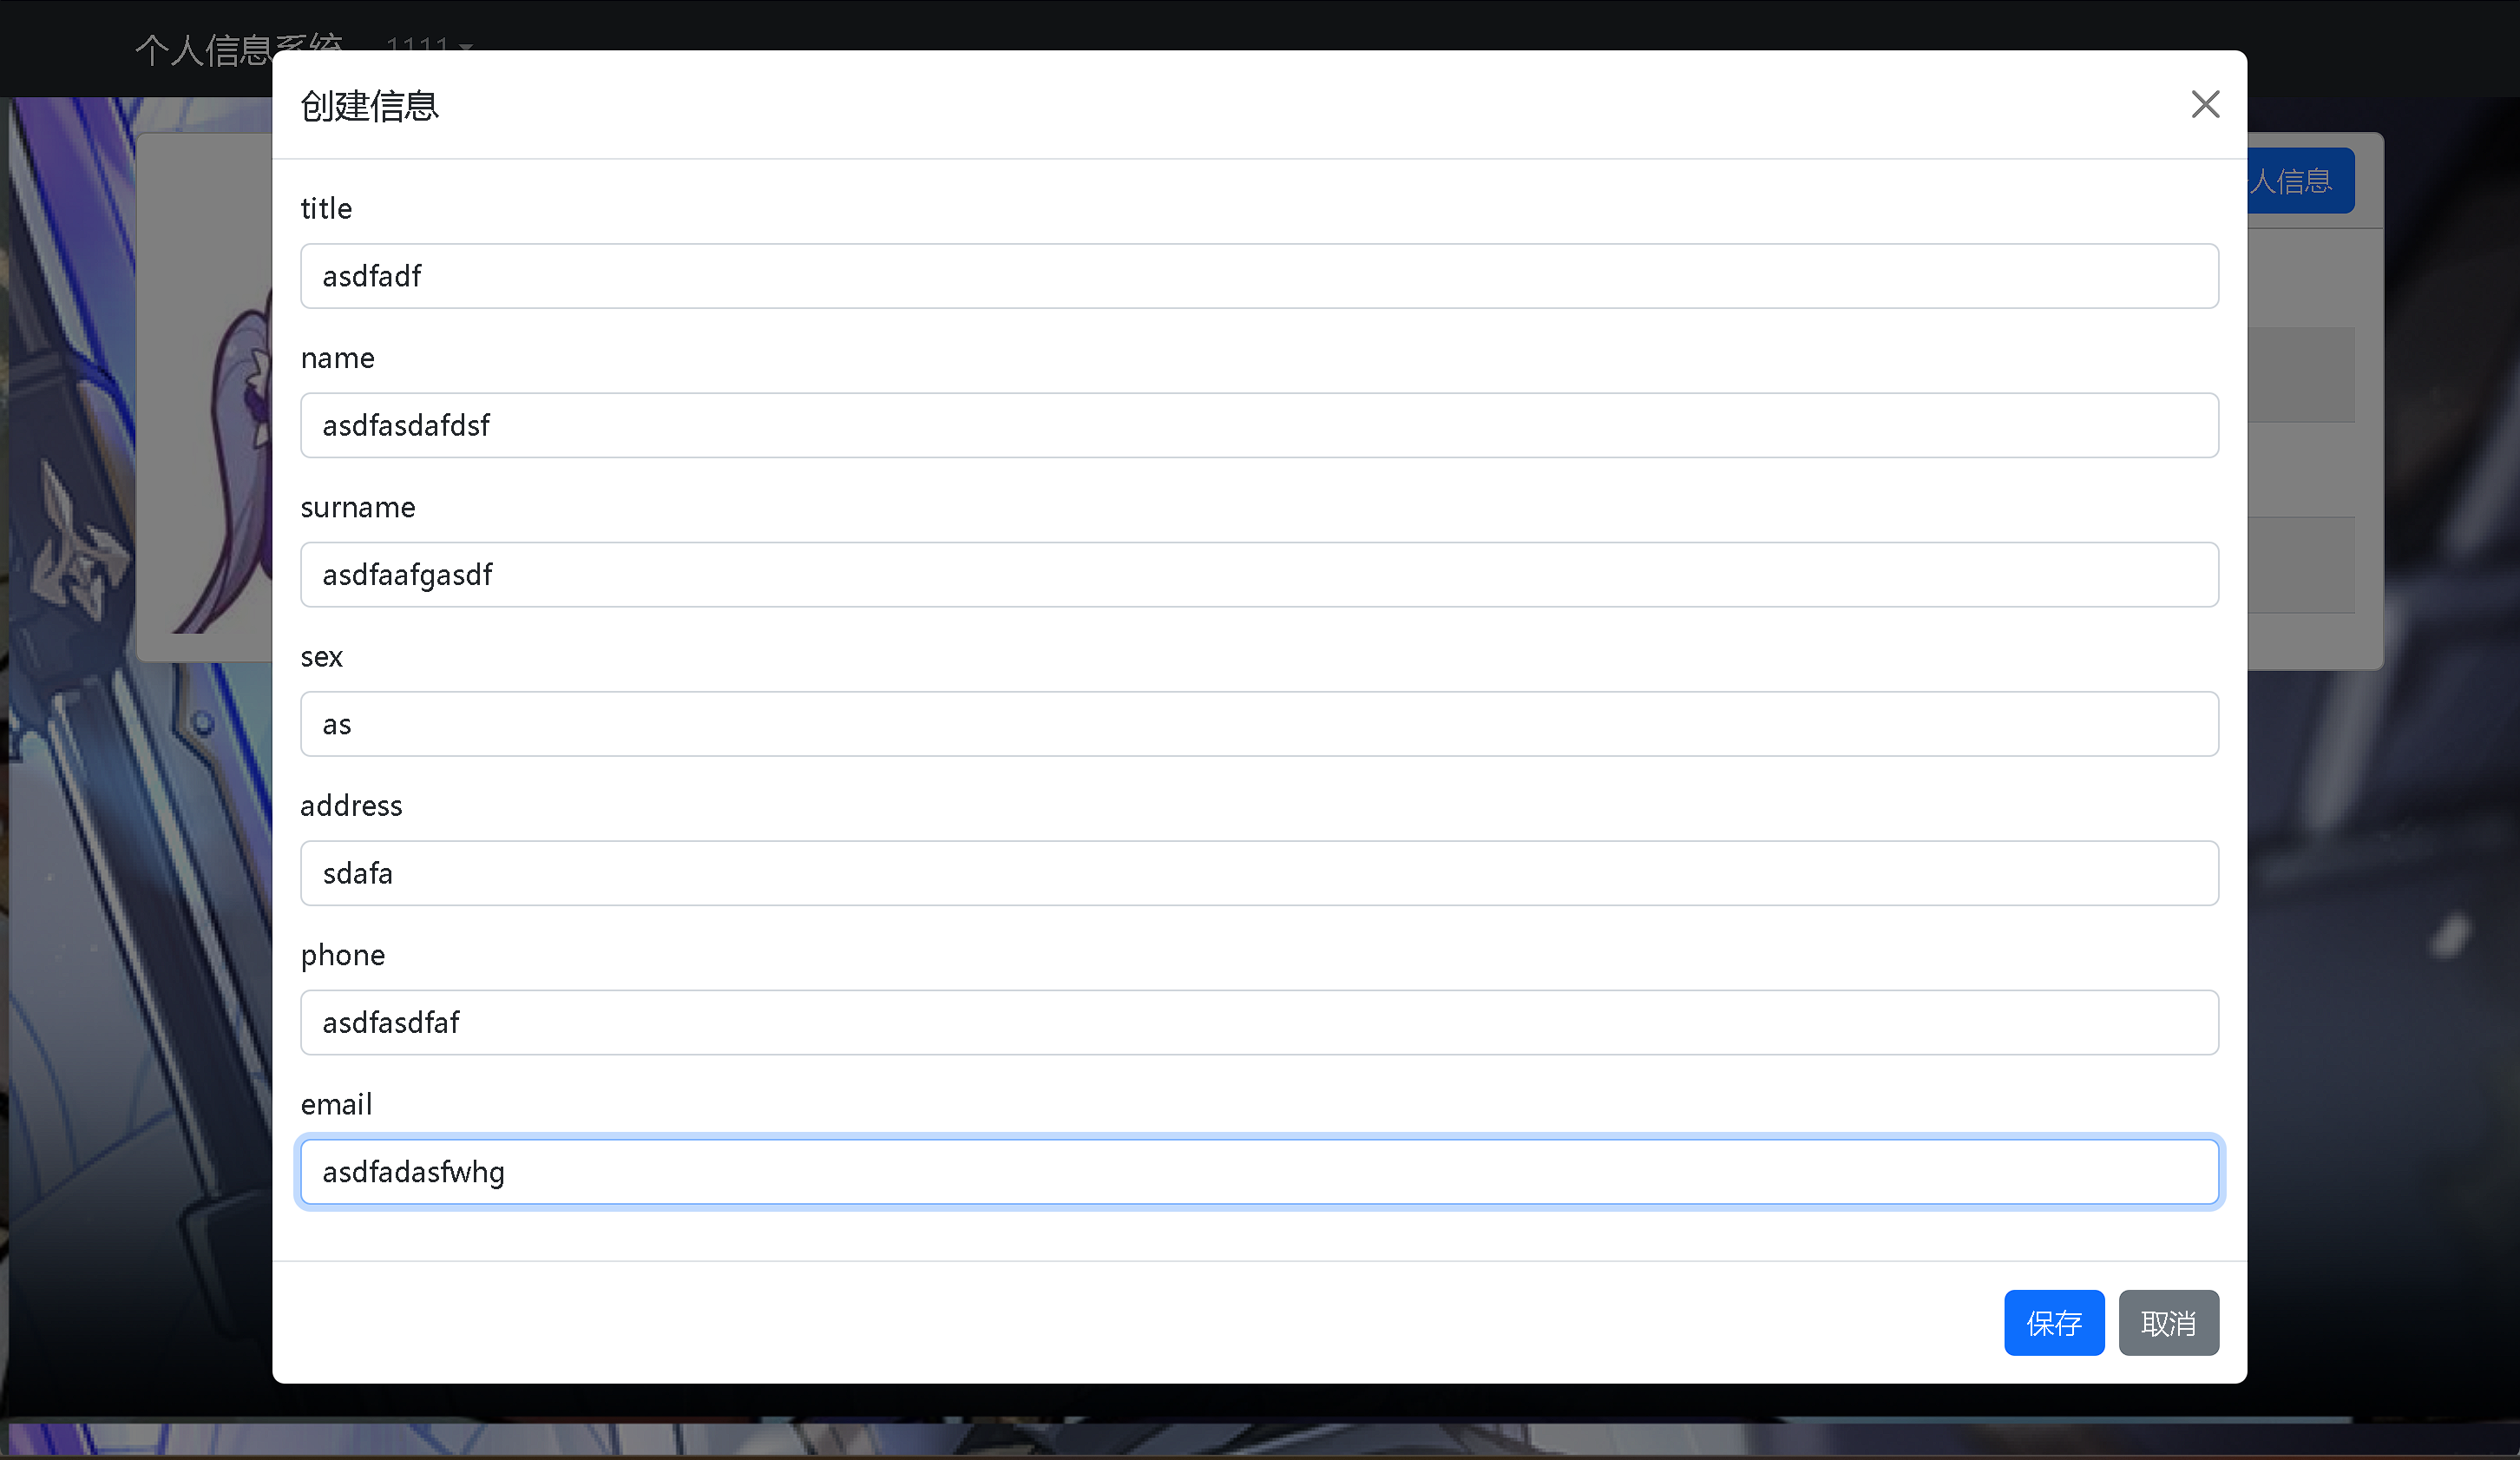 个人信息系统 1111
创建信息
人信息
title
asdfadf
name
asdfasdafdsf
surname
asdfaafgasdf
sex
as
address
sdafa
phone
asdfasdfaf
email
asdfadasfwhg
保存 取消